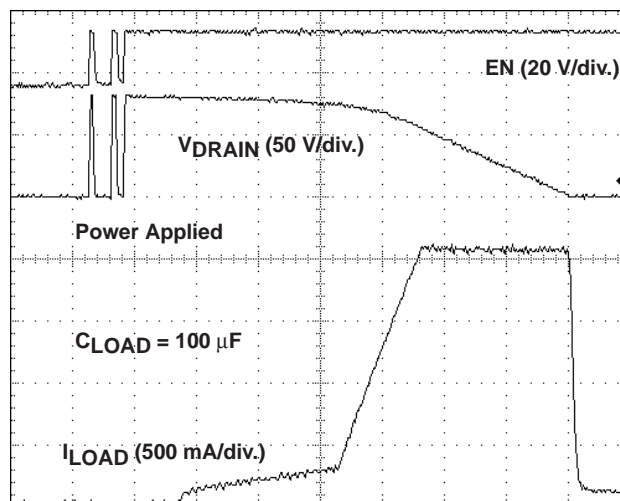 EN (20 V/div.)
VDRAIN (50 V/div.)
Power Applied
CLOAD = 100 μF
ILOAD (500 mA/div.)